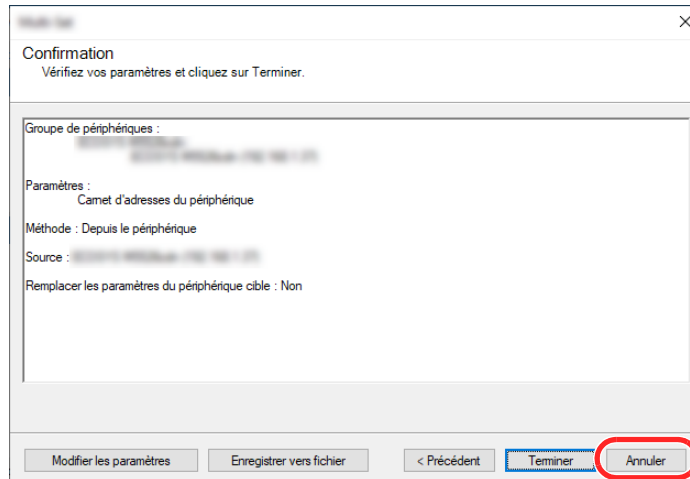 Confirmation
Vérifiez vos paramètres et cliquez sur Terminer.
Groupe de périphériques :
Paramètres :
Carnet d'adresses du périphérique
Méthode : Depuis le périphérique
Source :
Remplacer les paramètres du périphérique cible : Non
Modifier les paramètres
Enregistrer vers fichier
< Précédent
Terminer
Annuler